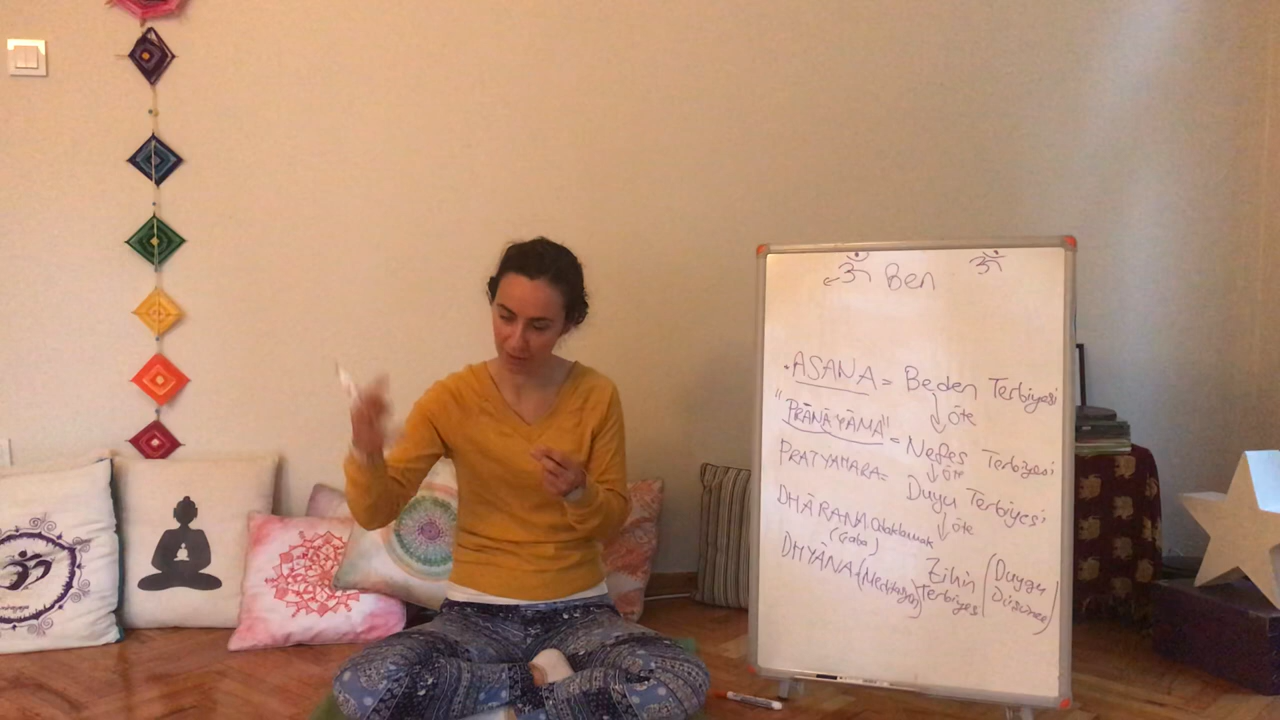 ॐ Ben ॐ
. ASANA = Beden Terbiyesi
↓ öte
"PRĀNĀYĀMA" = Nefes Terbiyesi
↓ öte
PRATYAHARA = Duyu Terbiyesi
↓ öte
DHĀRANA Odaklanmak
(Çaba)
DHYĀNA (Meditasyon) Zihin Terbiyes (Duygu
Düşünce)